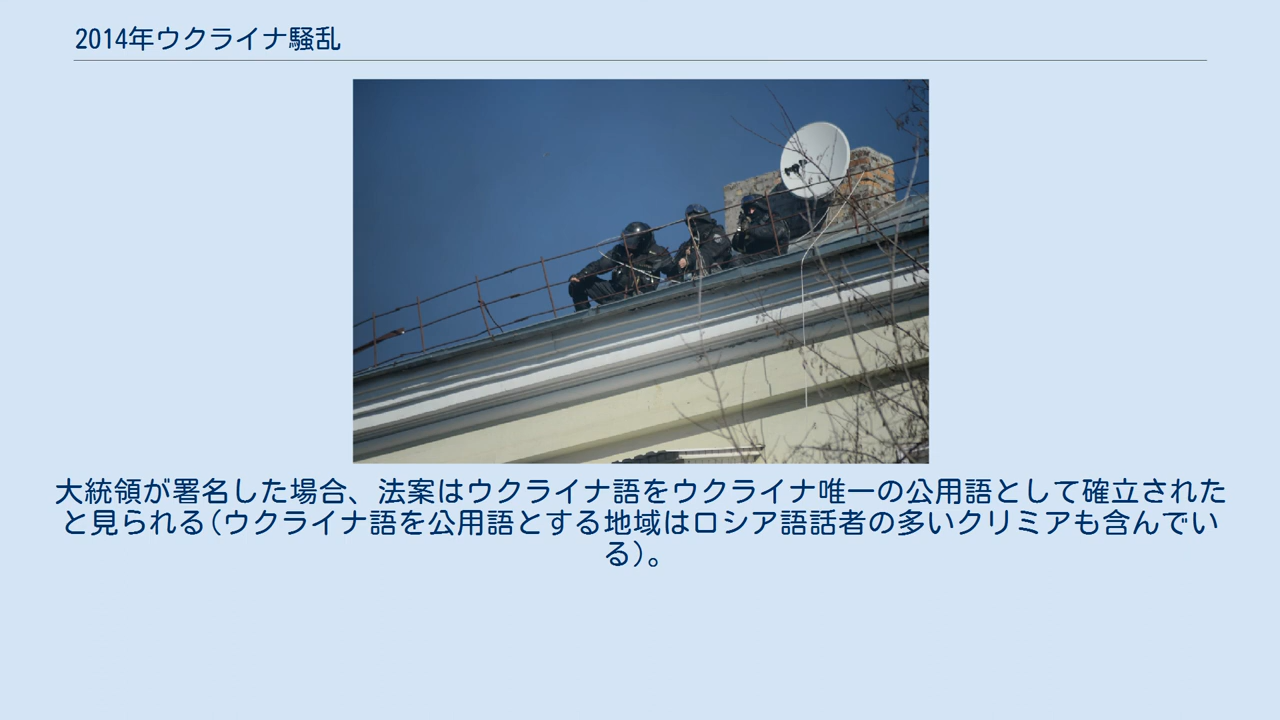 2014年ウクライナ騒乱
大統領が署名した場合、法案はウクライナ語をウクライナ唯一の公用語として確立された
と見られる(ウクライナ語を公用語とする地域はロシア語話者の多いクリミアも含んでい
る)。